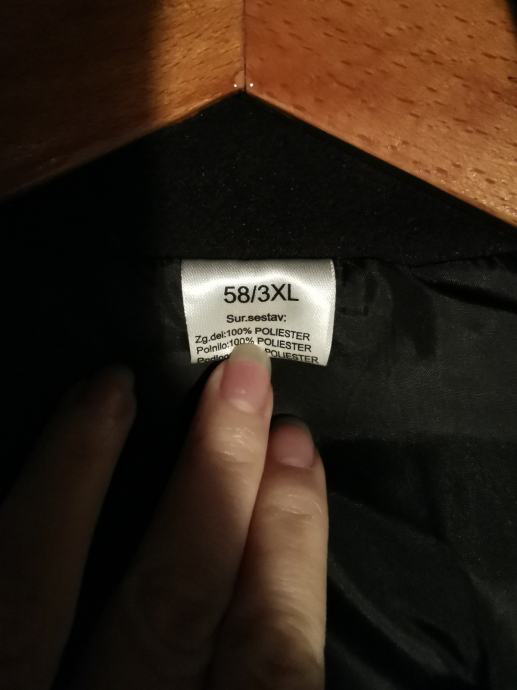 58/3XL
Sur.sestav:
Zg.del:100% POLIESTER
Polnilo:100% POLIESTER
POLIESTER